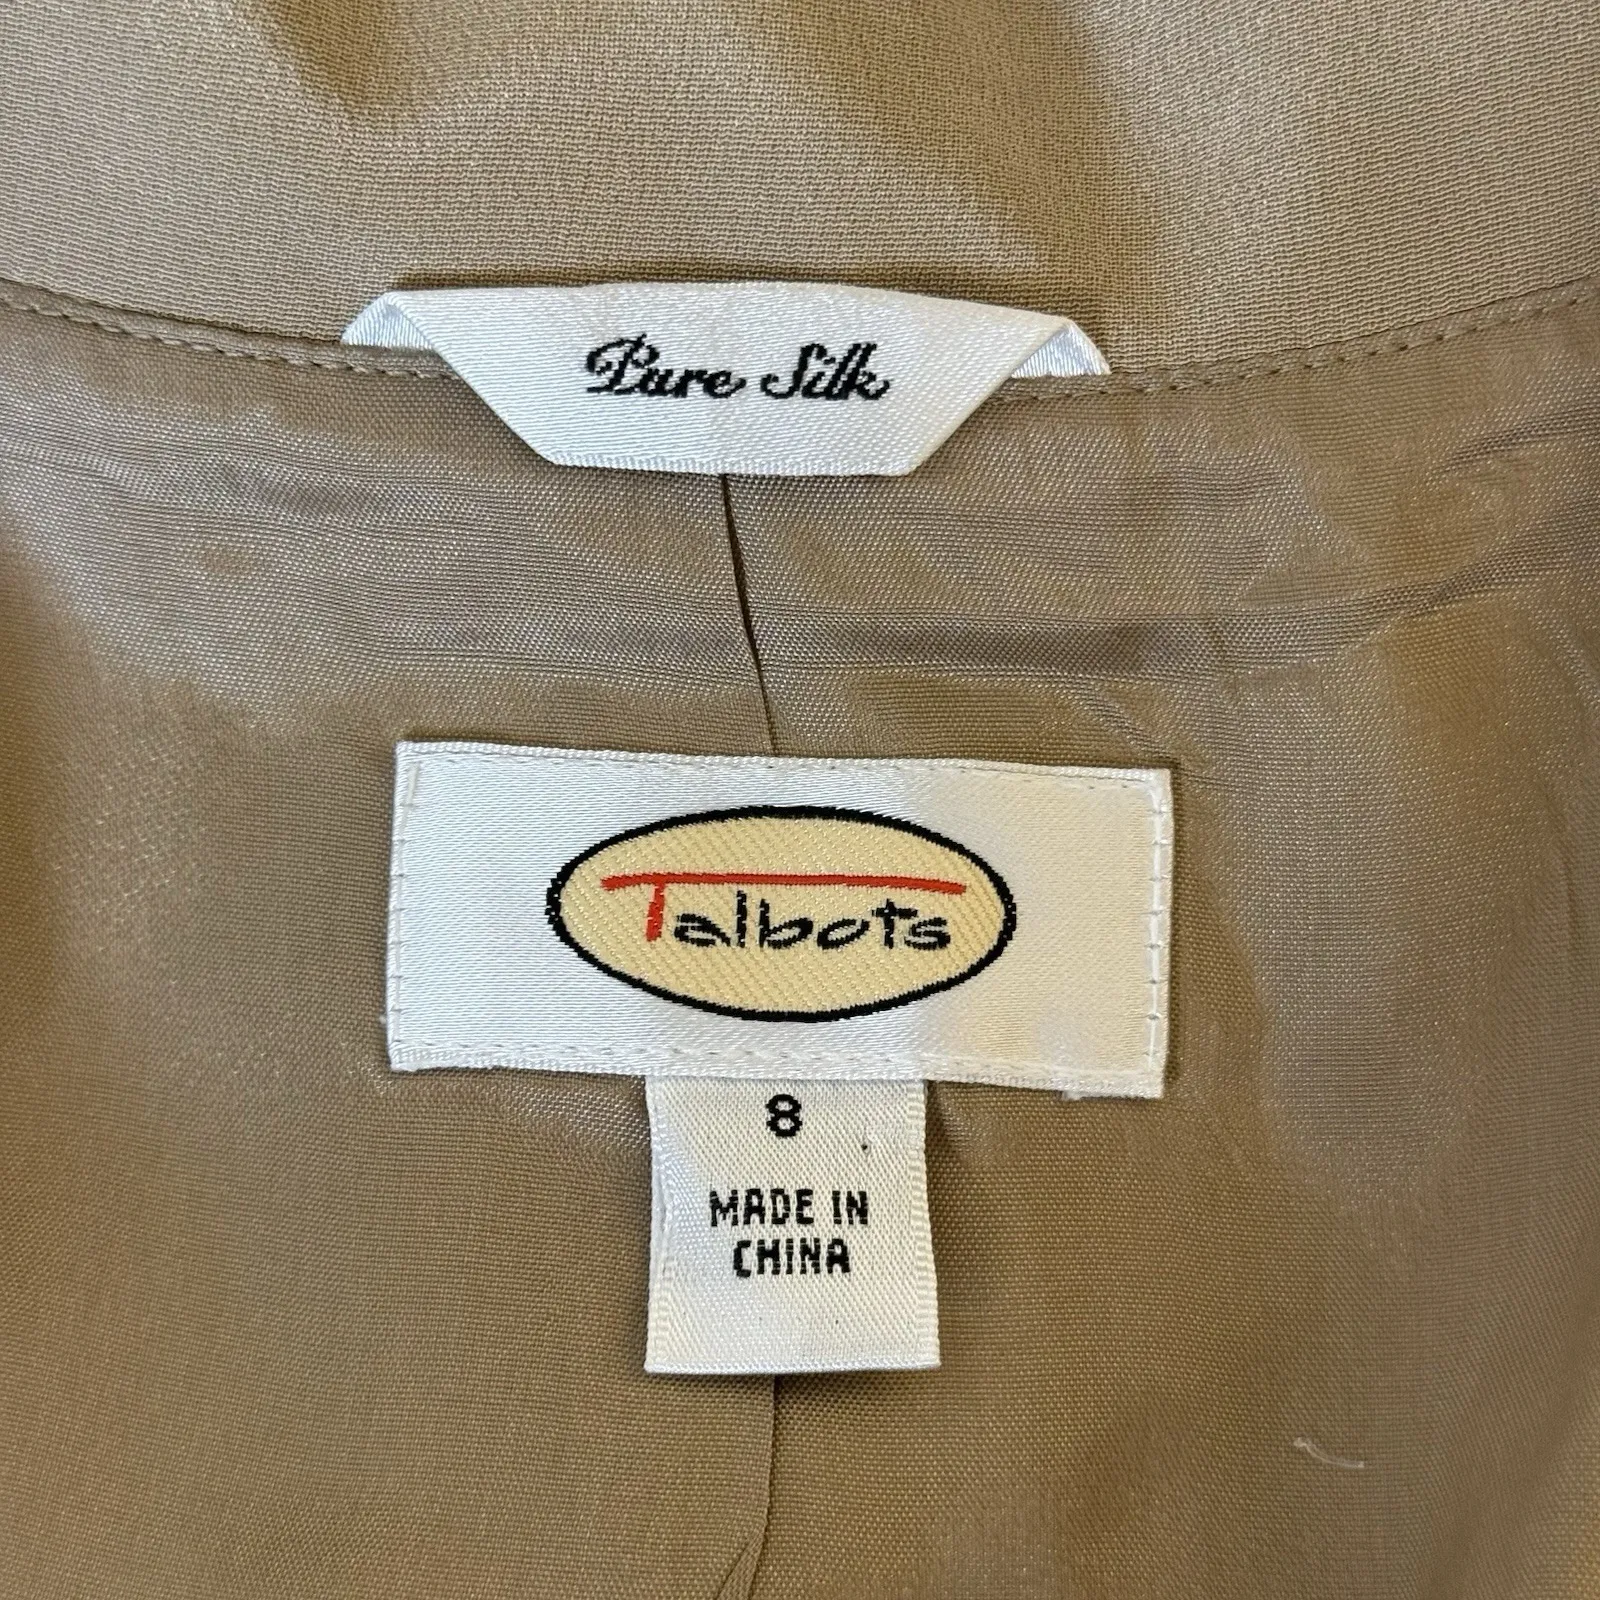 Pure Silk
Talbots
8
MADE IN
CHINA